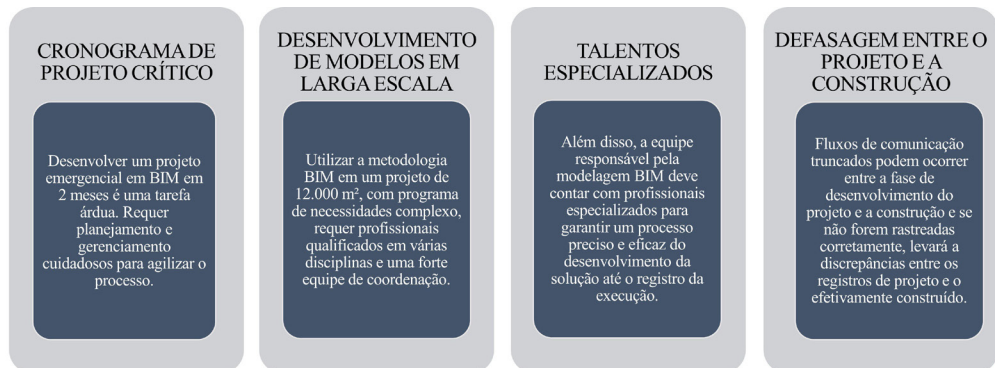 CRONOGRAMA DE
PROJETO CRÍTICO
Desenvolver um projeto
emergencial em BIM em
2 meses é uma tarefa
árdua. Requer
planejamento e
gerenciamento
cuidadosos para agilizar o
processo.
DESENVOLVIMENTO
DE MODELOS EM
LARGA ESCALA
Utilizar a metodologia
BIM em um projeto de
12.000 m², com programa
de necessidades complexo,
requer profissionais
qualificados em várias
disciplinas e uma forte
equipe de coordenação.
TALENTOS
ESPECIALIZADOS
Além disso, a equipe
responsável pela
modelagem BIM deve
contar com profissionais
especializados para
garantir um processo
preciso e eficaz do
desenvolvimento da
solução até o registro da
execução.
DEFASAGEM ENTRE O
PROJETO E A
CONSTRUÇÃO
Fluxos de comunicação
truncados podem ocorrer
entre a fase de
desenvolvimento do
projeto e a construção e se
não forem rastreadas
corretamente, levará a
discrepâncias entre os
registros de projeto e o
efetivamente construído.